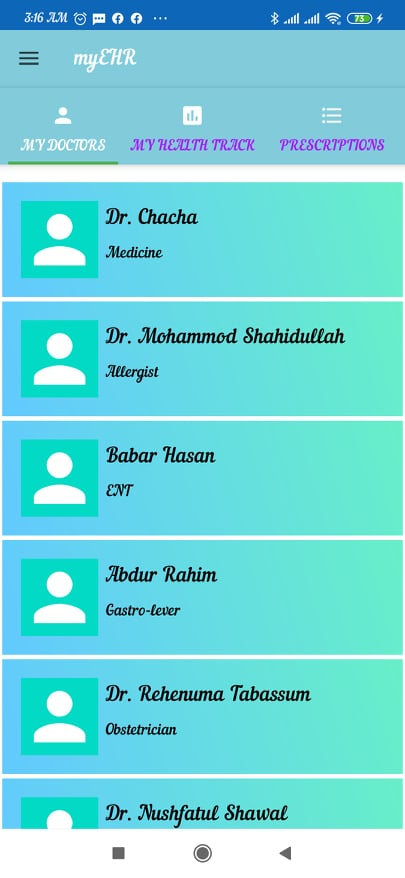 3:16 AM
73
myEHR
MY DOCTORS
MY HEALTH TRACK
PRESCRIPTIONS
Dr. Chacha
Medicine
Dr. Mohammod Shahidullah
Allergist
Babar Hasan
ENT
Abdur Rahim
Gastro-lever
Dr. Rehenuma Tabassum
Obstetrician
Dr. Nushfatul Shawal